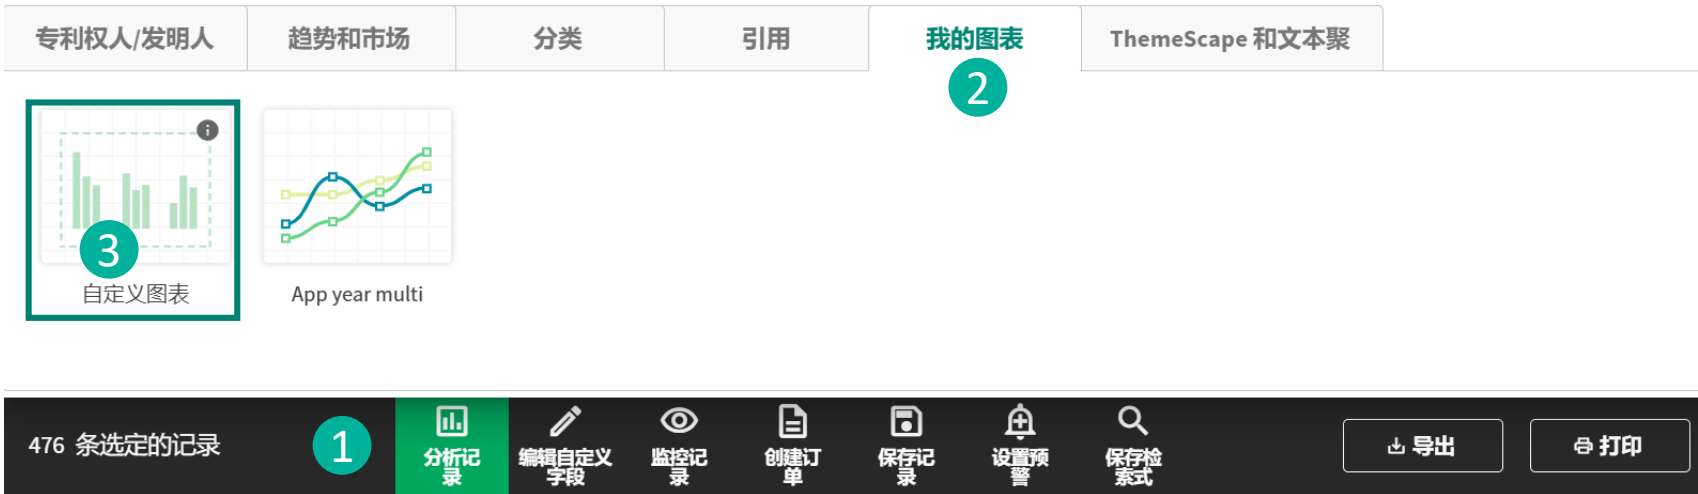 专利权人/发明人
趋势和市场
分类
引用
我的图表
ThemeScape 和文本聚
2
3
自定义图表
App year multi
476 条选定的记录
1
分析记
录
编辑自定义
字段
监控记
录
创建订
单
保存记
录
设置预
警
保存检
索式
导出
打印